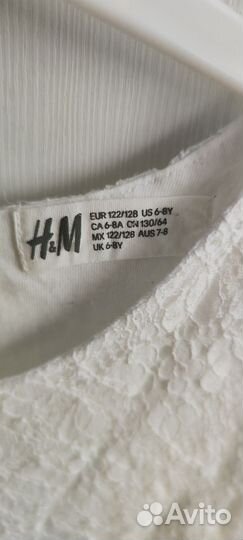 H&M
EUR 122/128 US 6-8Y
CA 6-8A CN 130/64
MX 122/128 AUS 7-8
UK 6-8Y
Avito